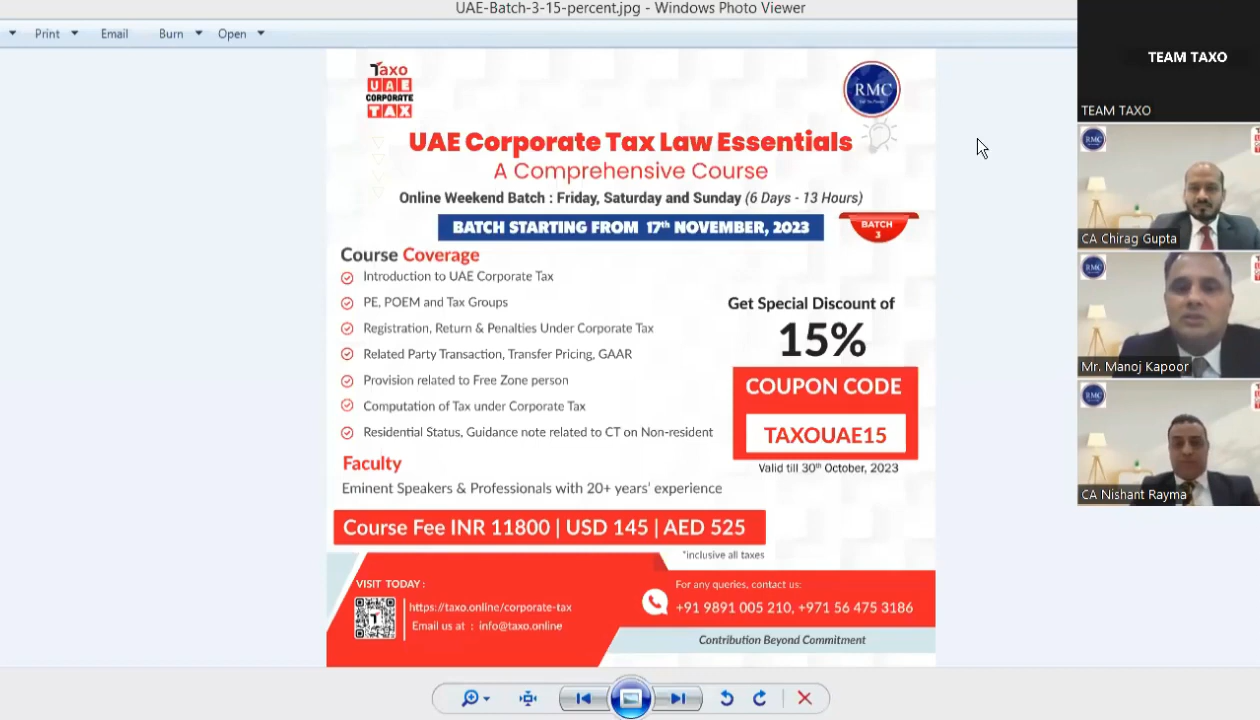 UAE-Batch-3-15-percent.jpg - Windows Photo Viewer
Print Email Burn Open
TEAM TAXO
TEAM TAXO
Taxo
UAE
CORPORATE
TAX
RMC
UAE Corporate Tax Law Essentials
A Comprehensive Course
Online Weekend Batch : Friday, Saturday and Sunday (6 Days - 13 Hours)
BATCH STARTING FROM 17th NOVEMBER, 2023
BATCH
3
Course Coverage
Introduction to UAE Corporate Tax
PE, POEM and Tax Groups
Registration, Return & Penalties Under Corporate Tax
Related Party Transaction, Transfer Pricing, GAAR
Provision related to Free Zone person
Computation of Tax under Corporate Tax
Residential Status, Guidance note related to CT on Non-resident
Get Special Discount of
15%
COUPON CODE
TAXOUAE15
Valid till 30th October, 2023
Faculty
Eminent Speakers & Professionals with 20+ years' experience
Course Fee INR 11800 | USD 145 | AED 525
*inclusive all taxes
VISIT TODAY :
https://taxo.online/corporate-tax
Email us at : info@taxo.online
For any queries, contact us:
+91 9891 005 210, +971 56 475 3186
Contribution Beyond Commitment
RMC
CA Chirag Gupta
RMC
Mr. Manoj Kapoor
RMC
CA Nishant Rayma